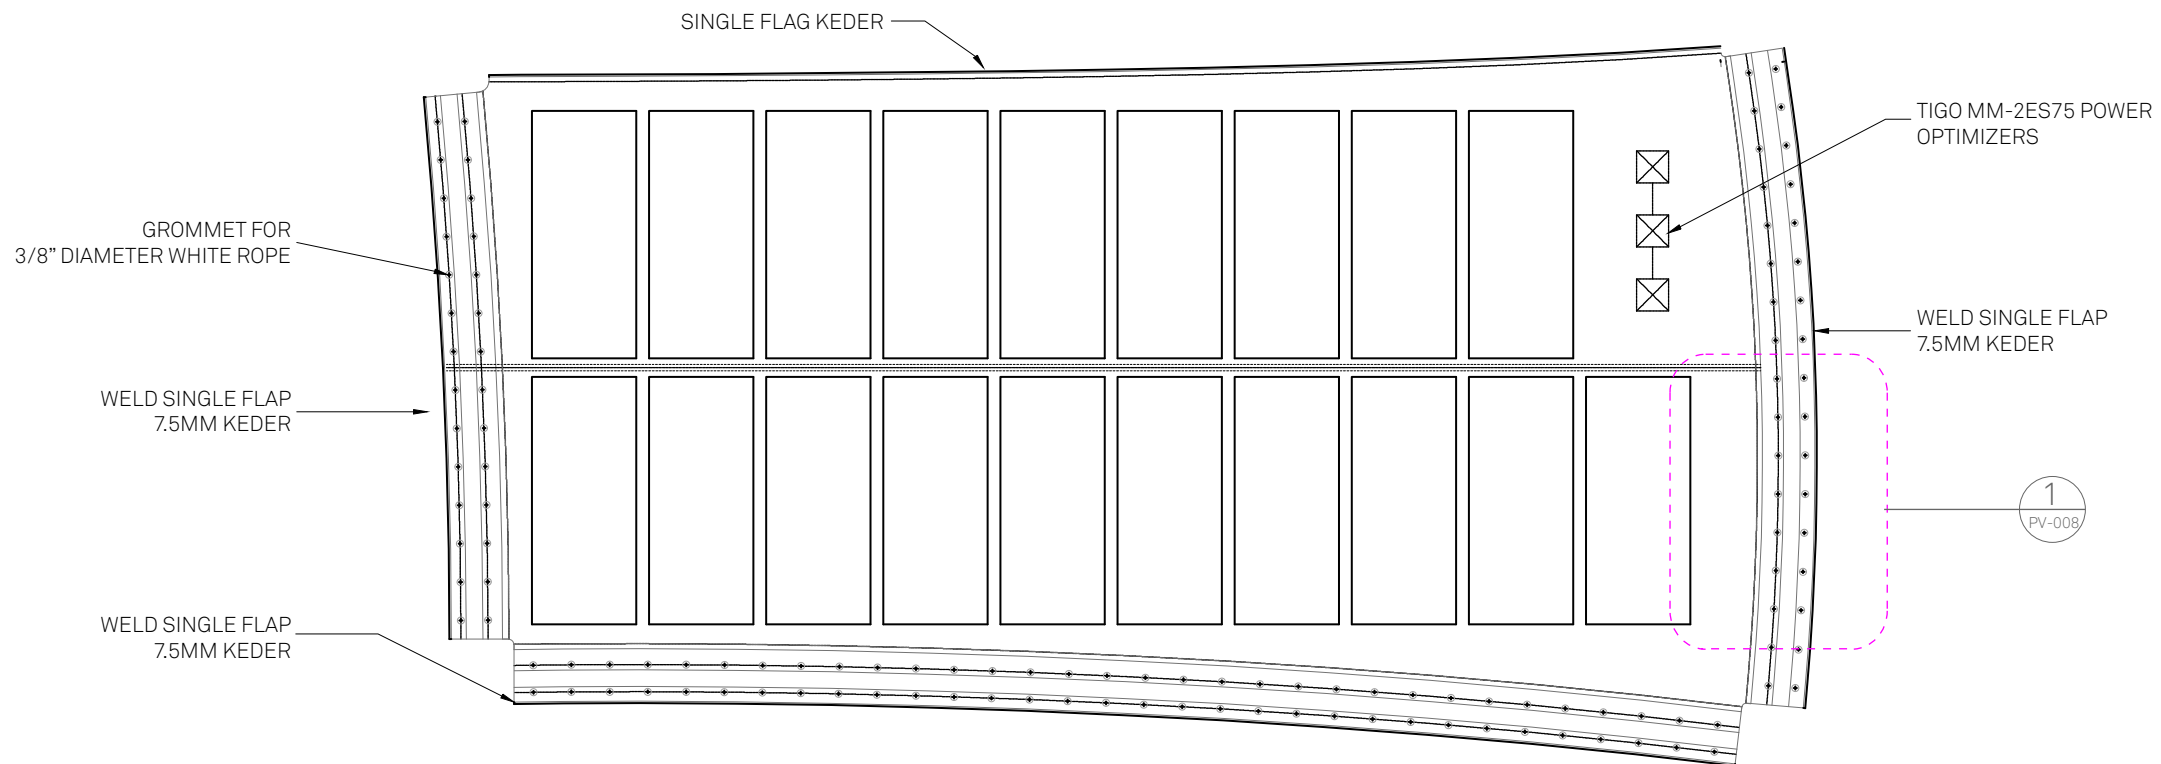 SINGLE FLAG KEDER
TIGO MM-2ES75 POWER
OPTIMIZERS
GROMMET FOR
3/8" DIAMETER WHITE ROPE
WELD SINGLE FLAP
7.5MM KEDER
WELD SINGLE FLAP
7.5MM KEDER
1
PV-008
WELD SINGLE FLAP
7.5MM KEDER